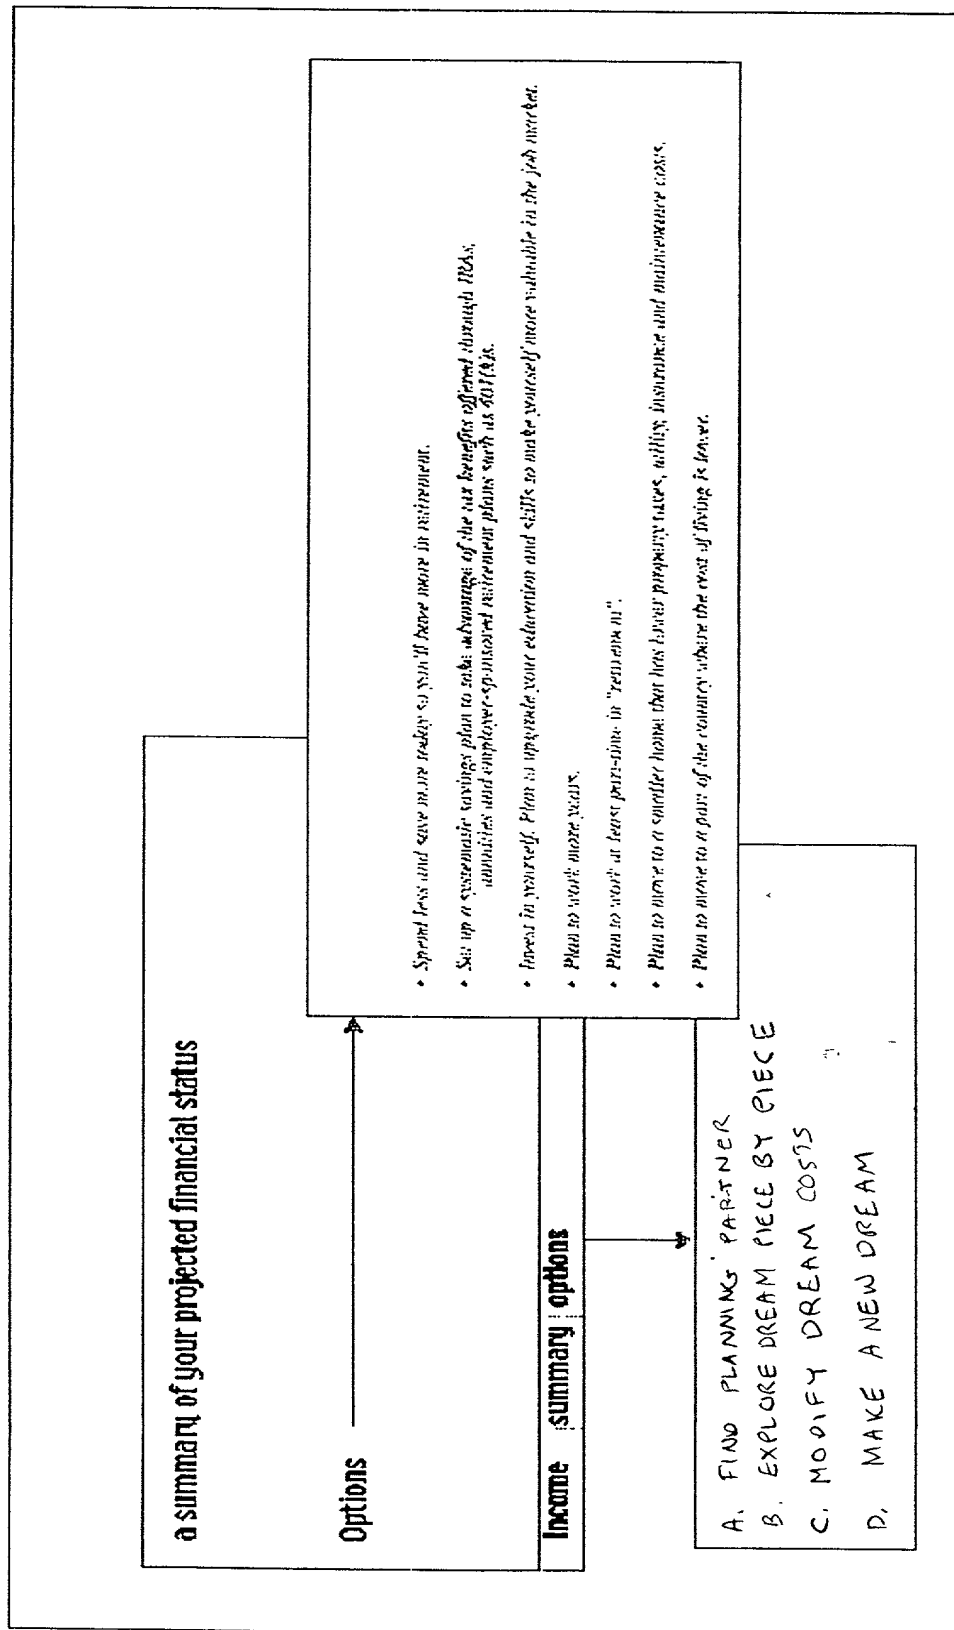 a summary of your projected financial status
Options
• Spend less and save more today so you'll have more in retirement.
• Set up a systematic savings plan to take advantage of the tax benefits offered through IRAs,
annuities and employer-sponsored retirement plans such as 401(k)s.
• Invest in yourself. Plan to upgrade your education and skills to make yourself more valuable in the job market.
• Plan to work more years.
• Plan to work at least part-time in "retirement".
• Plan to move to a smaller home that has lower property taxes, utility, insurance and maintenance costs.
• Plan to move to a part of the country where the cost of living is lower.
Income summary options
A. FIND PLANNING PARTNER
B. EXPLORE DREAM PIECE BY PIECE
C. MODIFY DREAM COSTS
D. MAKE A NEW DREAM